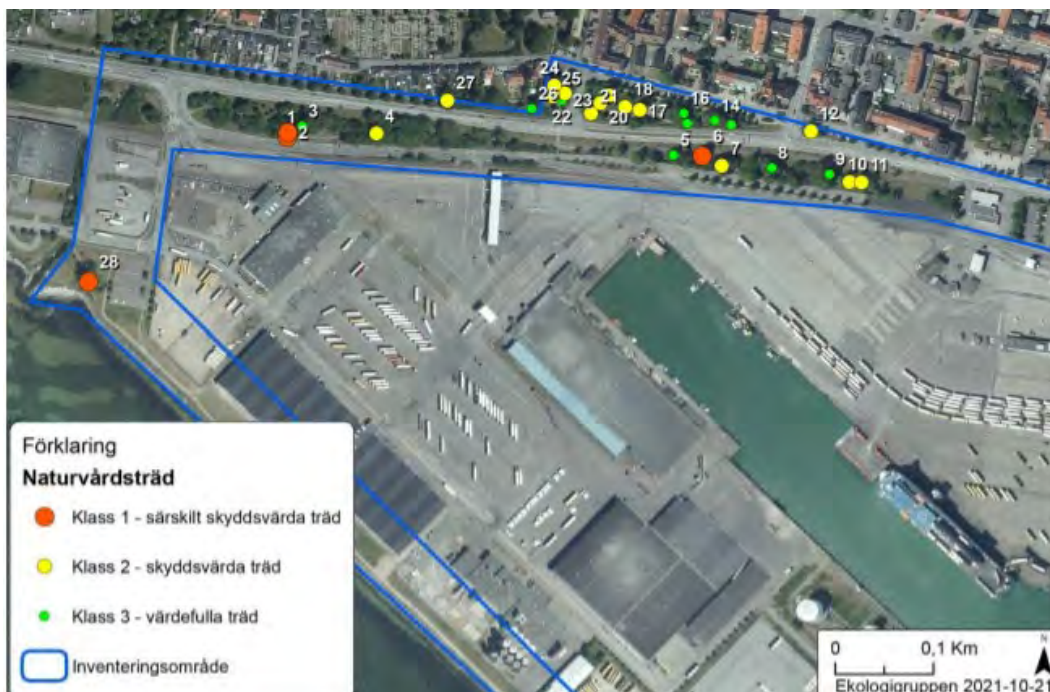 24
25
27
18
21
26
23
16
14
17
22
20
12
3
1
4
2
5
6
7
8
9
10
11
28
Förklaring
Naturvårdsträd
Klass 1 - särskilt skyddsvärda träd
Klass 2 - skyddsvärda träd
Klass 3 - värdefulla träd
Inventeringsområde
N
0 0,1 Km
Ekologigruppen 2021-10-21